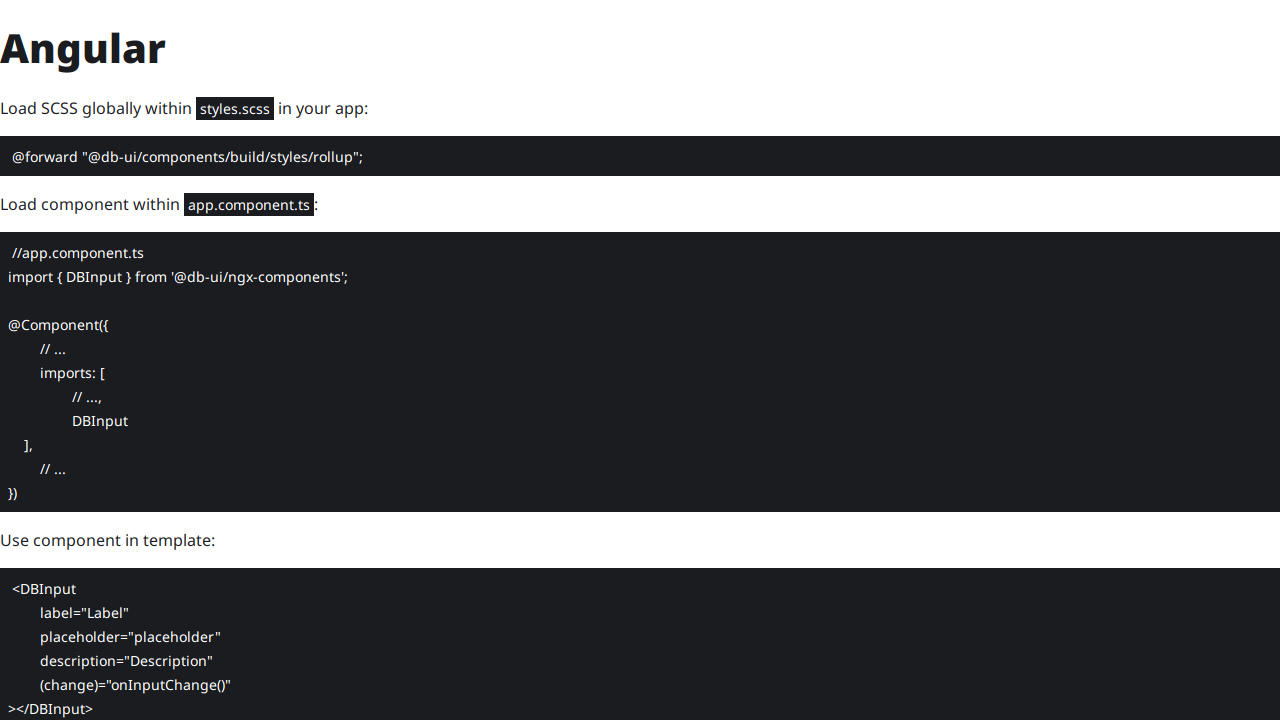 Angular
Load SCSS globally within styles.scss in your app:
@forward "@db-ui/components/build/styles/rollup";
Load component within app.component.ts:
//app.component.ts
import { DBInput } from '@db-ui/ngx-components';
@Component({
// ...
imports: [
// ...,
DBInput
],
// ...
})
Use component in template:
<DBInput
label="Label"
placeholder="placeholder"
description="Description"
(change)="onInputChange()"
></DBInput>